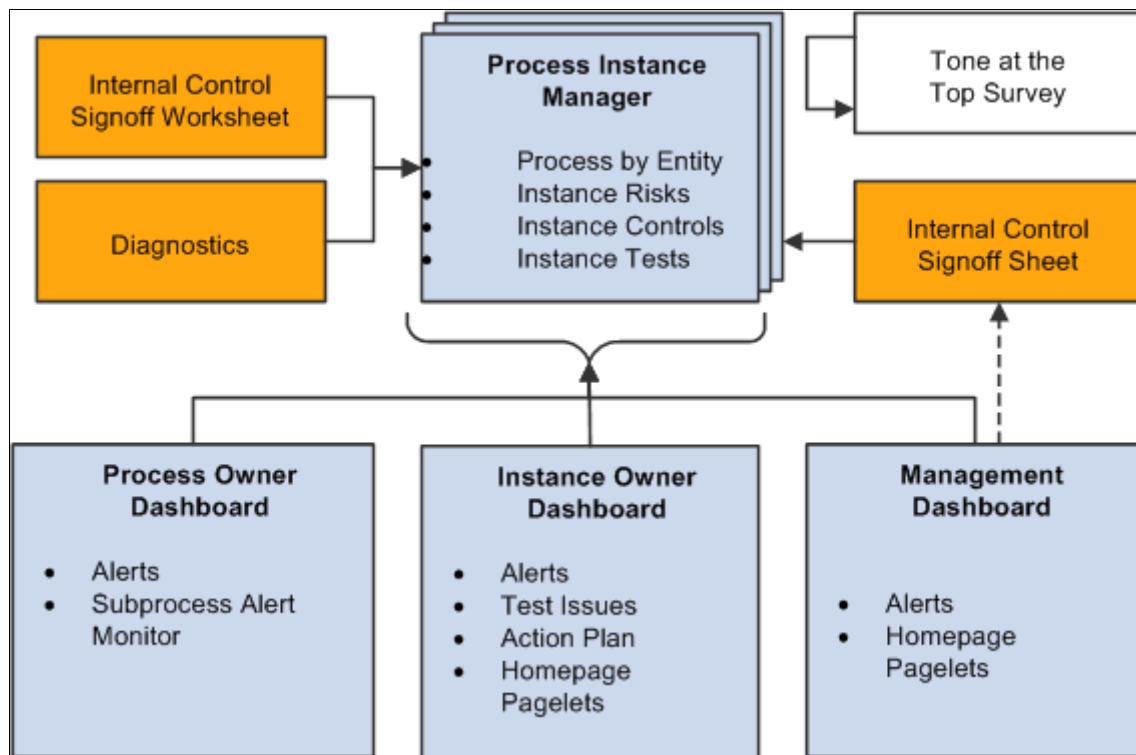 Internal Control
Signoff Worksheet
Diagnostics
Process Instance
Manager
• Process by Entity
• Instance Risks
• Instance Controls
• Instance Tests
Tone at the
Top Survey
Internal Control
Signoff Sheet
Process Owner
Dashboard
• Alerts
• Subprocess Alert
Monitor
Instance Owner
Dashboard
• Alerts
• Test Issues
• Action Plan
• Homepage
Pagelets
Management
Dashboard
• Alerts
• Homepage
Pagelets